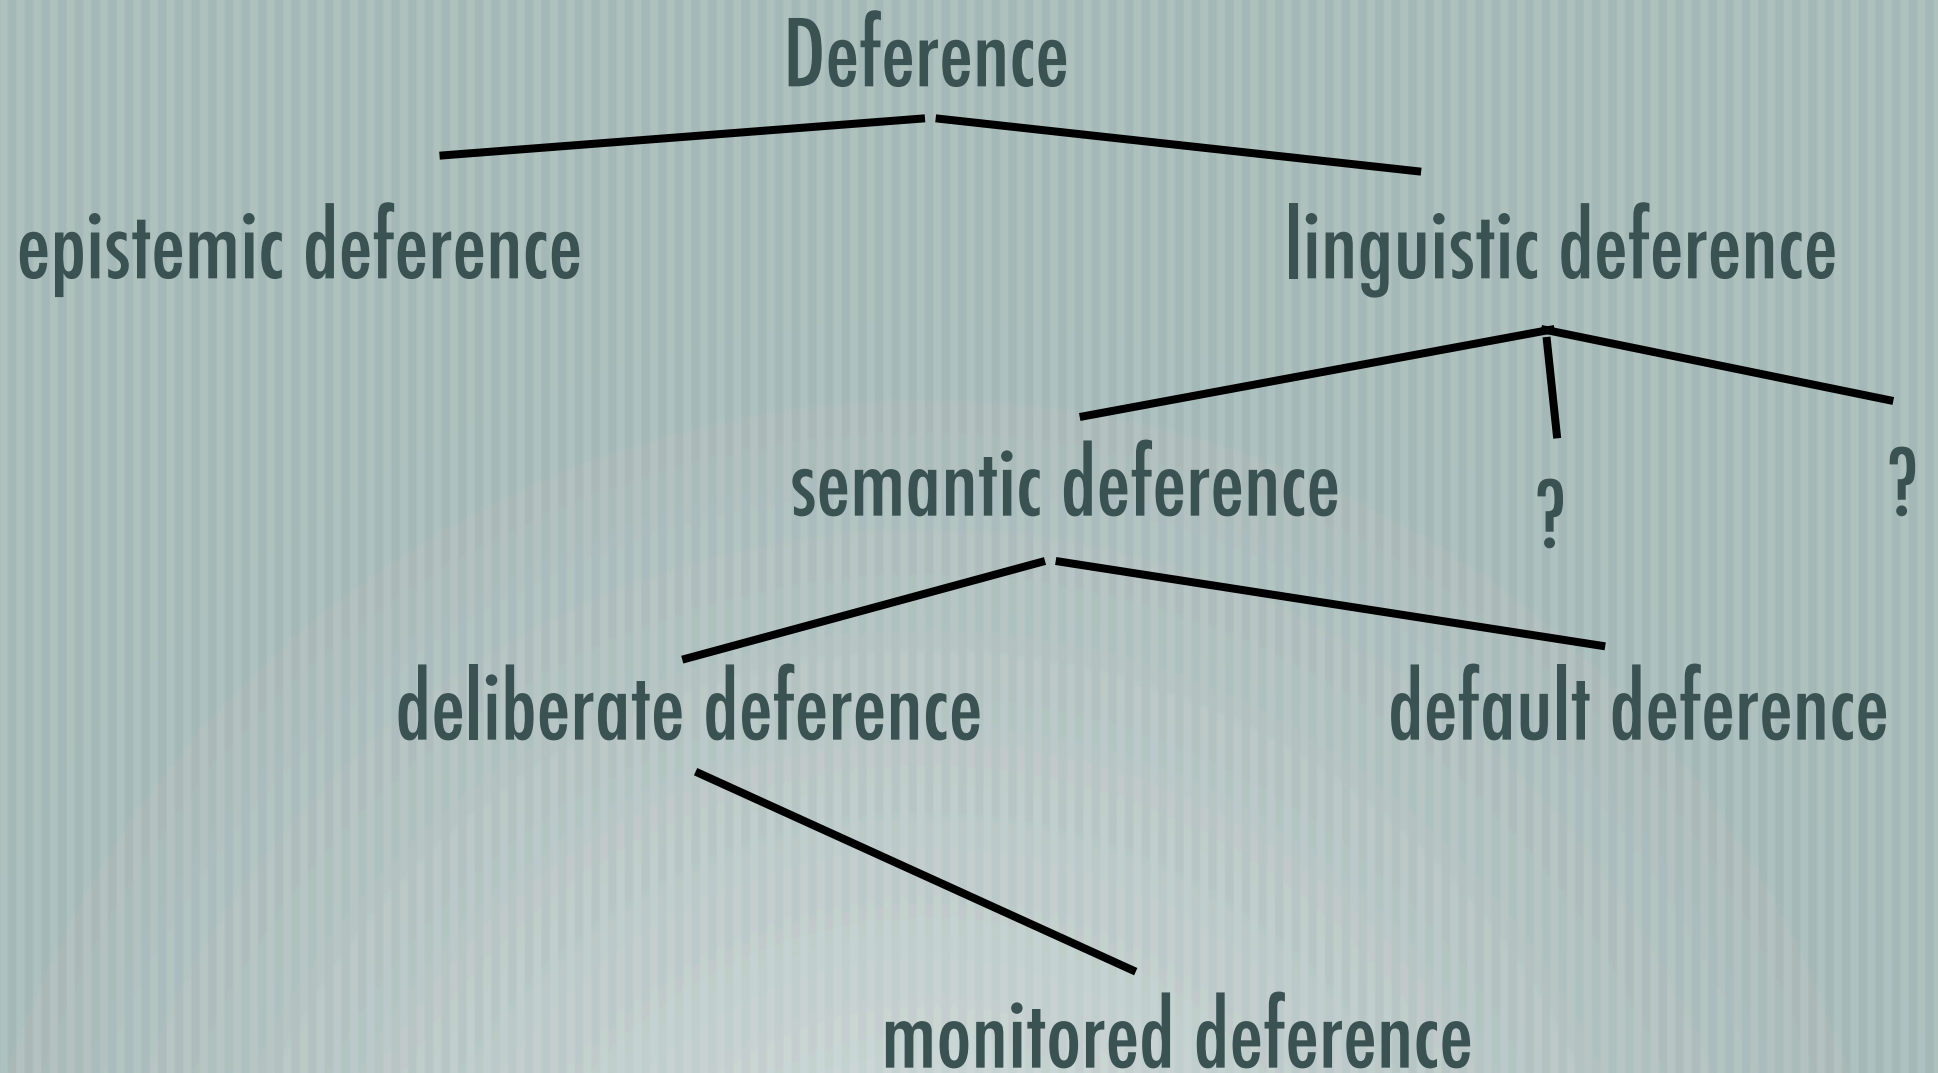 Deference
epistemic deference
linguistic deference
semantic deference
?
?
deliberate deference
default deference
monitored deference